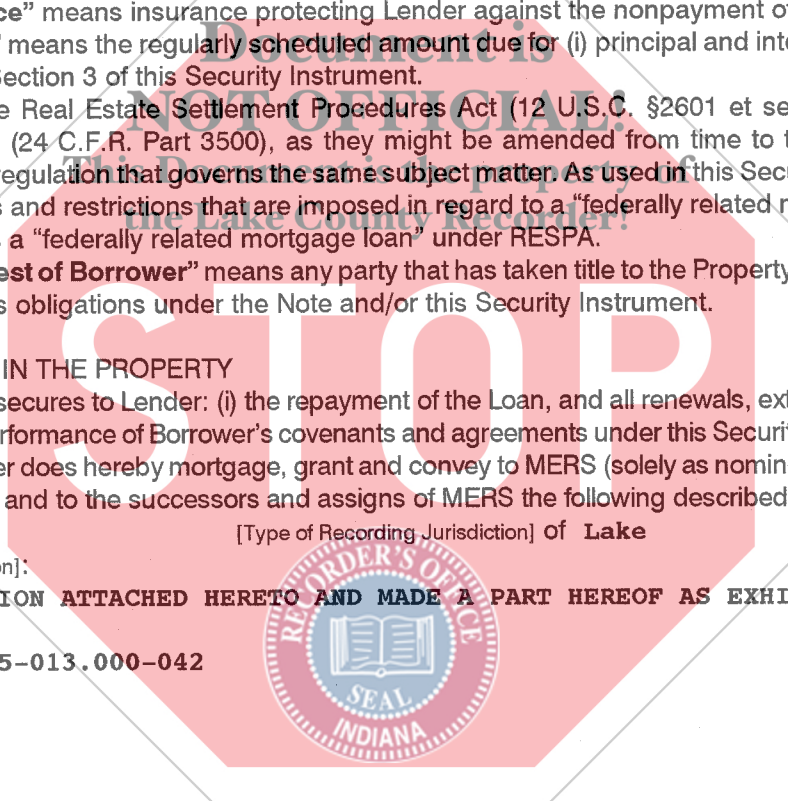 ce” means insurance protecting Lender against the nonpayment of
Document is
” means the regularly scheduled amount due for (i) principal and inte
Section 3 of this Security Instrument.
e Real Estate Settlement Procedures Act (12 U.S.C. §2601 et se
NOT OFFICIAL!
(24 C.F.R. Part 3500), as they might be amended from time to t
This Document is the property of
regulation that governs the same subject matter. As used in this Secu
s and restrictions that are imposed in regard to a “federally related m
the Lake County Recorder!
s a “federally related mortgage loan” under RESPA.
est of Borrower” means any party that has taken title to the Property
s obligations under the Note and/or this Security Instrument.
STOP
IN THE PROPERTY
secures to Lender: (i) the repayment of the Loan, and all renewals, ext
rformance of Borrower’s covenants and agreements under this Securit
er does hereby mortgage, grant and convey to MERS (solely as nomin
and to the successors and assigns of MERS the following described
[Type of Recording Jurisdiction] of Lake
on]:
ION ATTACHED HERETO AND MADE A PART HEREOF AS EXHI
5-013.000-042
RECORDER'S OFFICE
SEAL
INDIANA